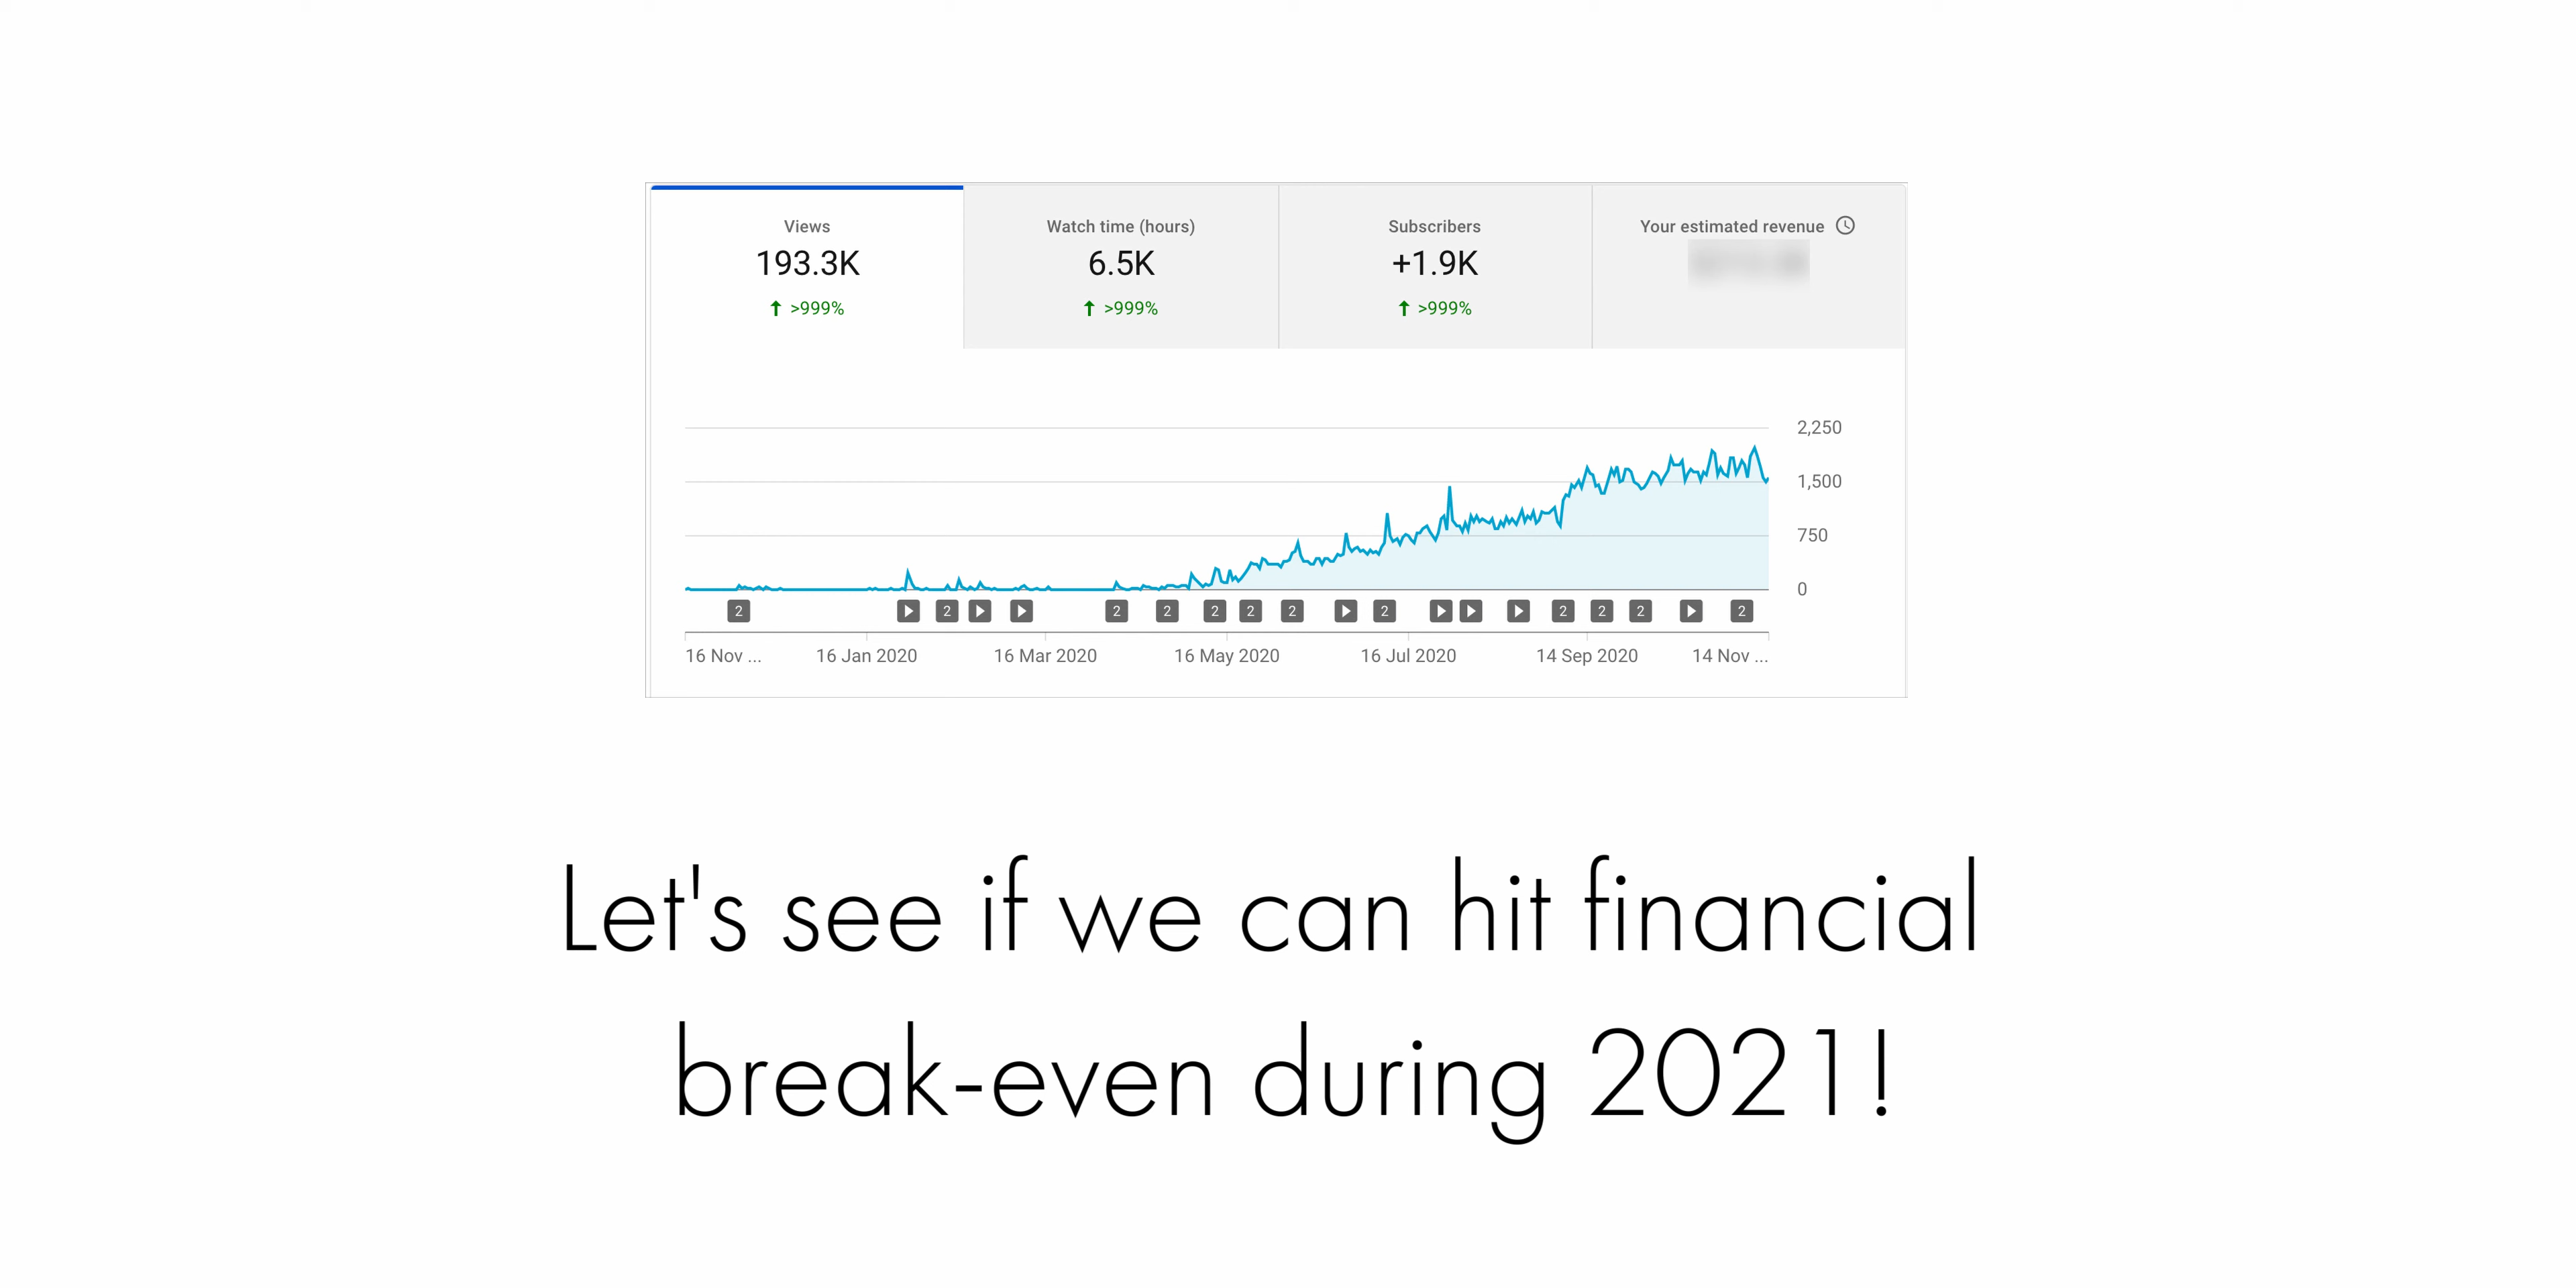 Views
193.3K
>999%
Watch time (hours)
6.5K
>999%
Subscribers
+1.9K
>999%
Your estimated revenue
2,250
1,500
750
0
2 2 2 2 2 2 2 2 2 2 2 2
16 Nov ... 16 Jan 2020 16 Mar 2020 16 May 2020 16 Jul 2020 14 Sep 2020 14 Nov ...
Let's see if we can hit financial
break-even during 2021!